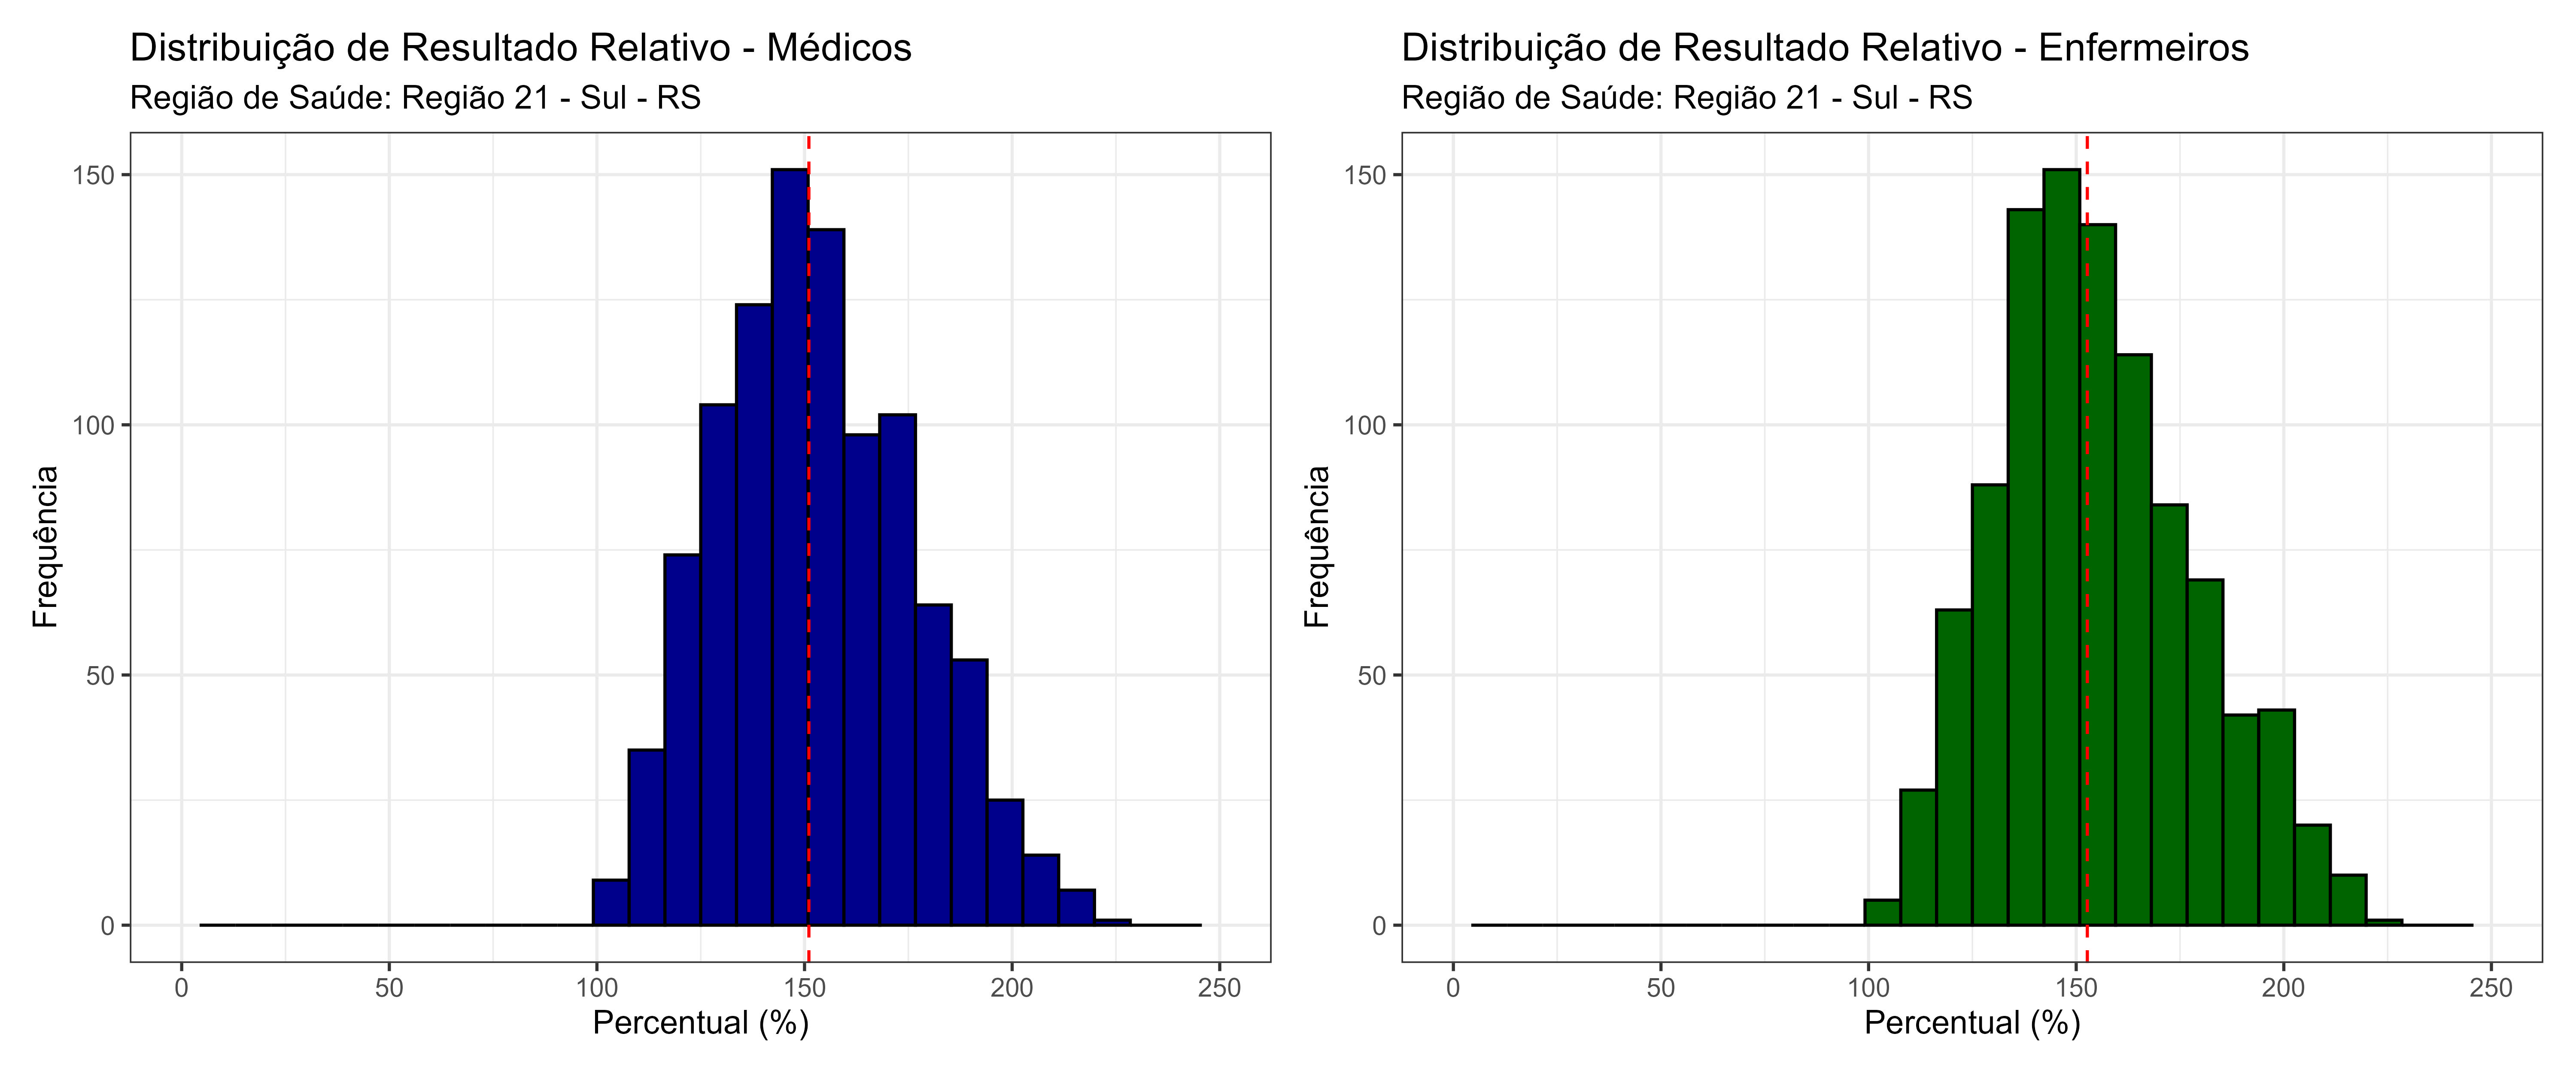 Distribuição de Resultado Relativo - Médicos
Região de Saúde: Região 21 - Sul - RS
Frequência
150
100
50
0
0 50 100 150 200 250
Percentual (%)
Distribuição de Resultado Relativo - Enfermeiros
Região de Saúde: Região 21 - Sul - RS
Frequência
150
100
50
0
0 50 100 150 200 250
Percentual (%)